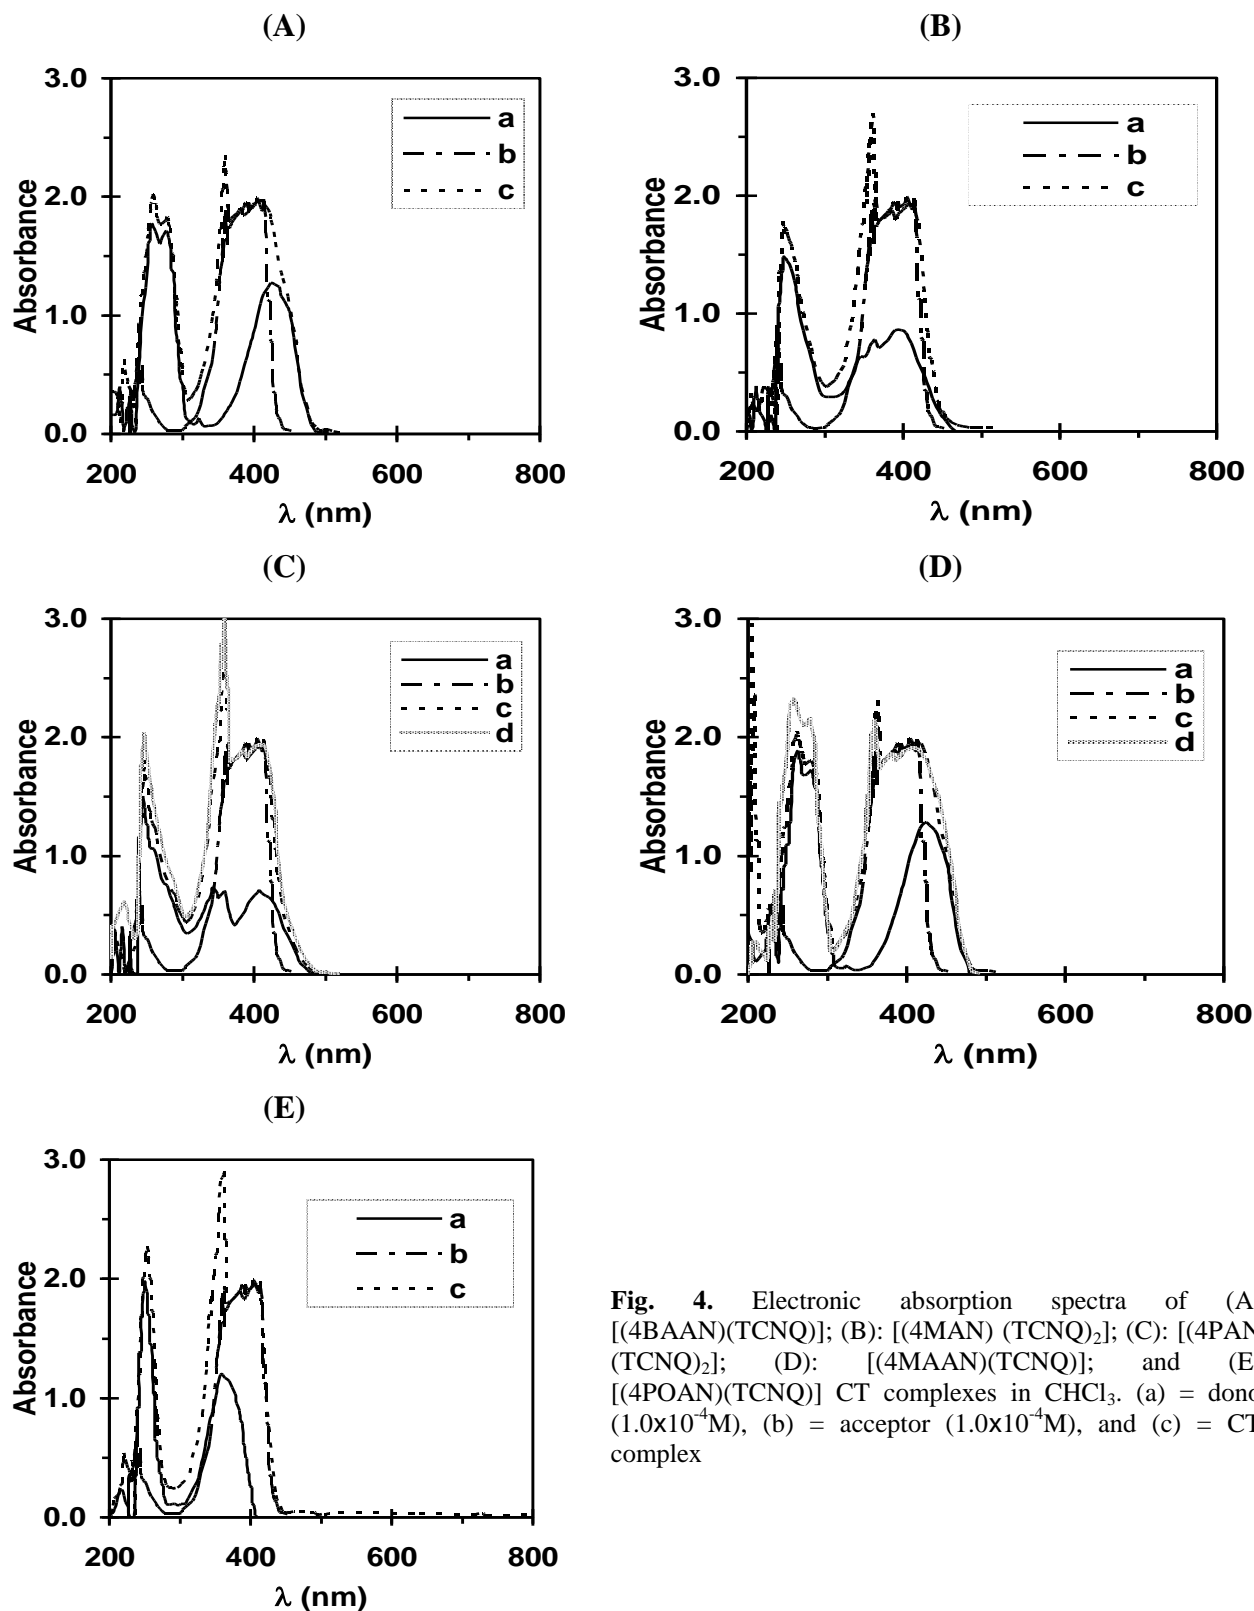 (A)
(B)
3.0
2.0
1.0
0.0
Absorbance
a
b
c
200
400
600
800
λ (nm)
3.0
2.0
1.0
0.0
Absorbance
a
b
c
200
400
600
800
λ (nm)
(C)
(D)
3.0
2.0
1.0
0.0
Absorbance
a
b
c
d
200
400
600
800
λ (nm)
3.0
2.0
1.0
0.0
Absorbance
a
b
c
d
200
400
600
800
λ (nm)
(E)
3.0
2.0
1.0
0.0
Absorbance
a
b
c
200
400
600
800
λ (nm)
Fig. 4. Electronic absorption spectra of (A
[(4BAAN)(TCNQ)]; (B): [(4MAN) (TCNQ)₂]; (C): [(4PAN
(TCNQ)₂]; (D): [(4MAAN)(TCNQ)]; and (E
[(4POAN)(TCNQ)] CT complexes in CHCl₃. (a) = dono
(1.0x10⁻⁴M), (b) = acceptor (1.0x10⁻⁴M), and (c) = CT
complex